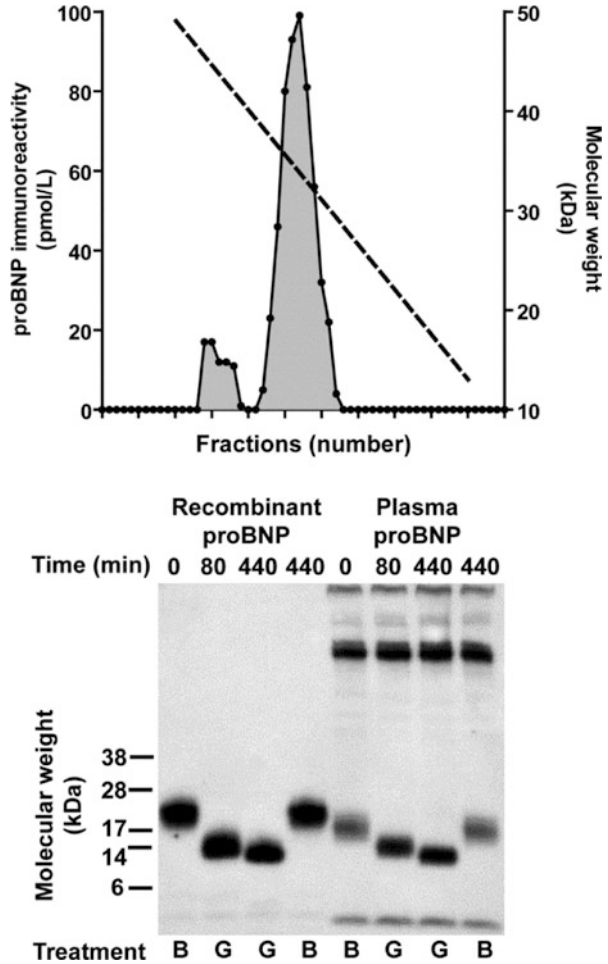 100
80
60
40
20
0
proBNP immunoreactivity
(pmol/L)
50
40
30
20
10
Molecular weight
(kDa)
Fractions (number)
Recombinant
proBNP
Plasma
proBNP
Time (min) 0 80 440 440 0 80 440 440
Molecular weight
(kDa)
38
28
17
14
6
Treatment B G G B B G G B